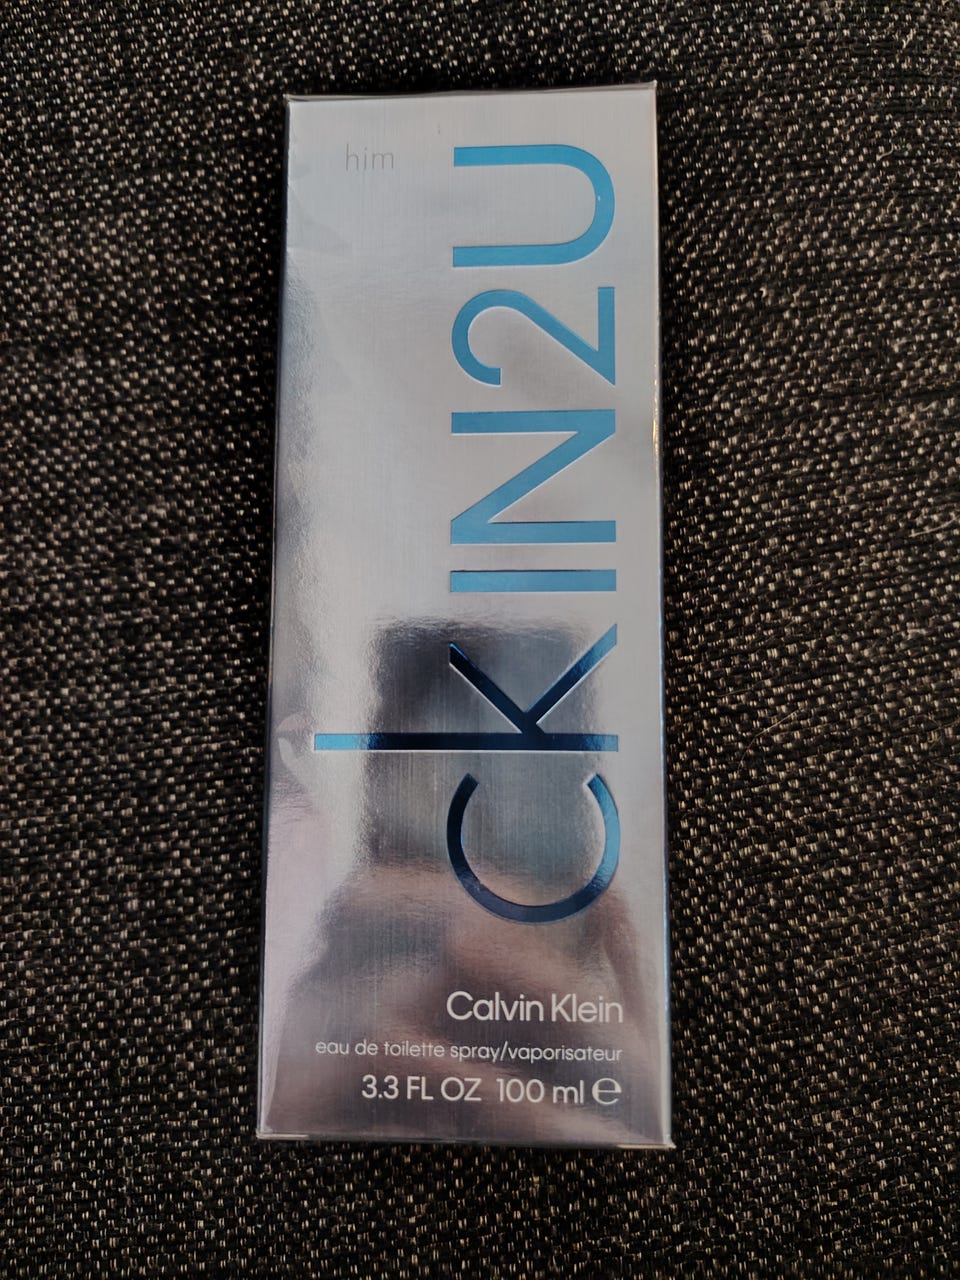 him
ckIN2U
Calvin Klein
eau de toilette spray/vaporisateur
3.3 FL OZ 100 ml ℮